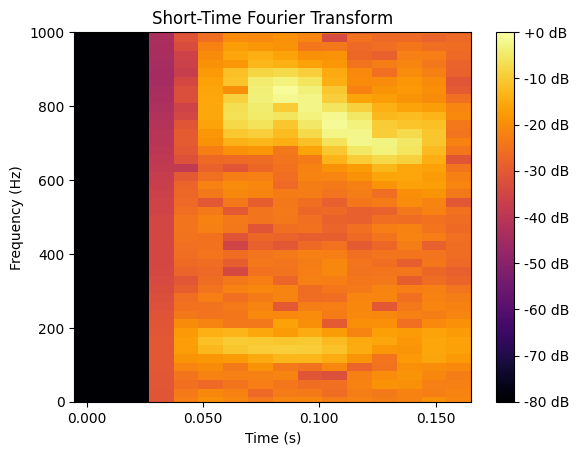 Short-Time Fourier Transform
1000
800
600
400
200
0
Frequency (Hz)
0.000
0.050
0.100
0.150
Time (s)
+0 dB
-10 dB
-20 dB
-30 dB
-40 dB
-50 dB
-60 dB
-70 dB
-80 dB